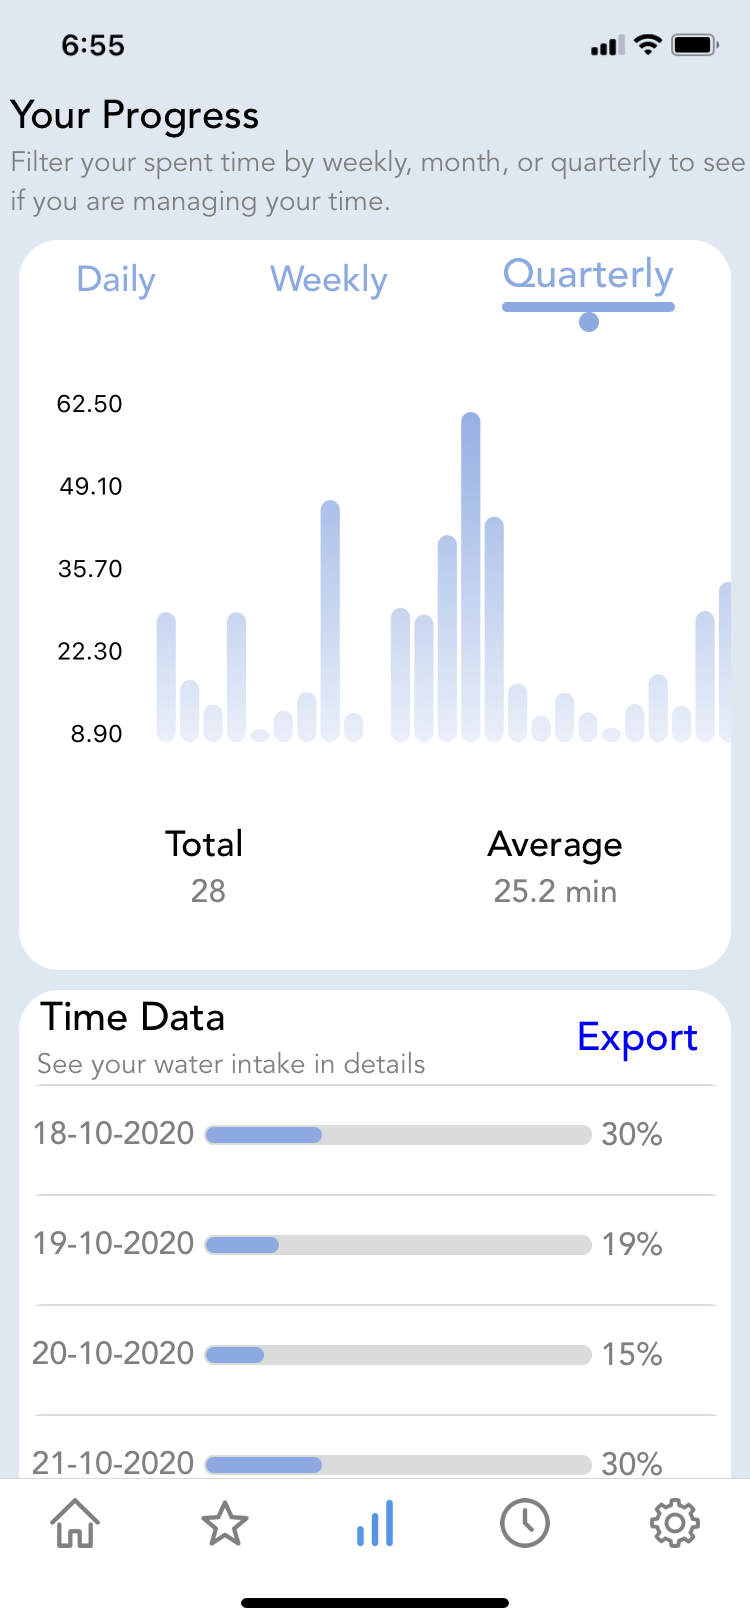 6:55
Your Progress
Filter your spent time by weekly, month, or quarterly to see
if you are managing your time.
Daily Weekly Quarterly
62.50
49.10
35.70
22.30
8.90
Total Average
28 25.2 min
Time Data
Export
See your water intake in details
18-10-2020 30%
19-10-2020 19%
20-10-2020 15%
21-10-2020 30%